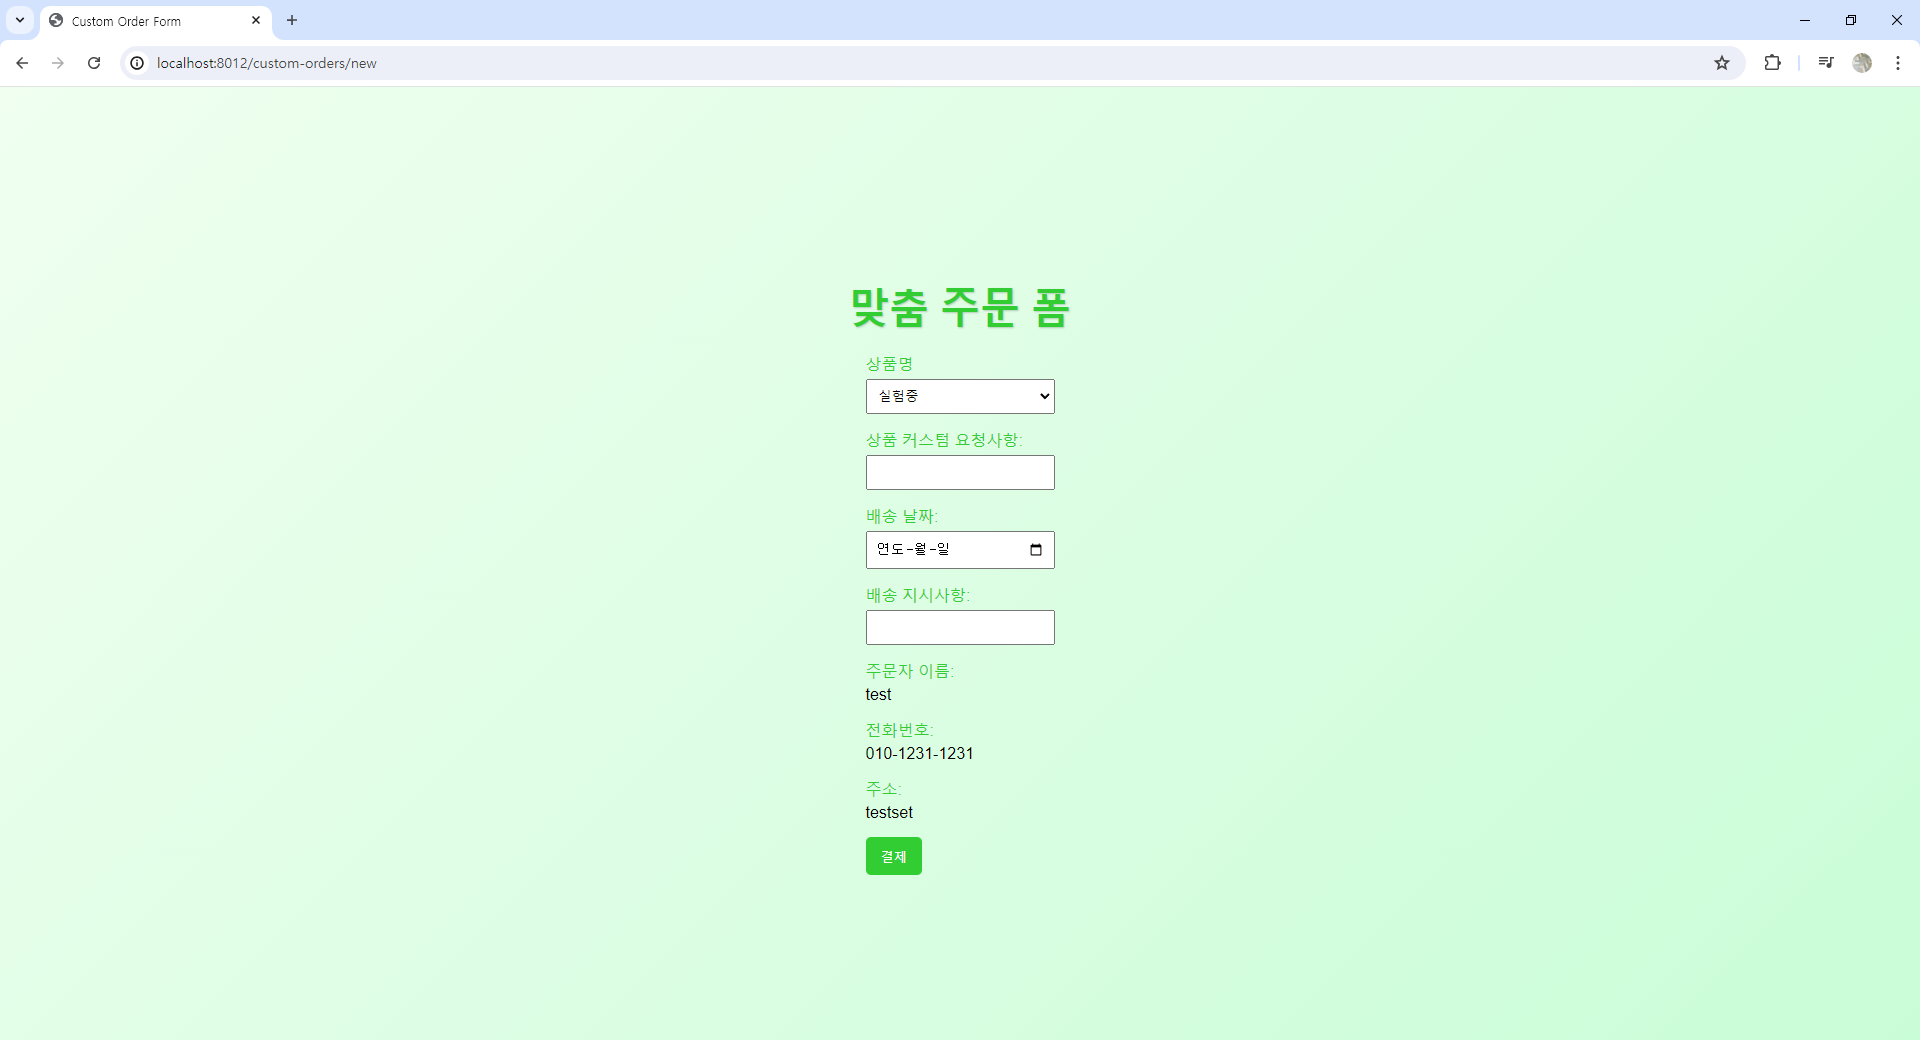 Custom Order Form
localhost:8012/custom-orders/new
맞춤 주문 폼
상품명
실험중
상품 커스텀 요청사항:
배송 날짜:
연도-월-일
배송 지시사항:
주문자 이름:
test
전화번호:
010-1231-1231
주소:
testset
결제